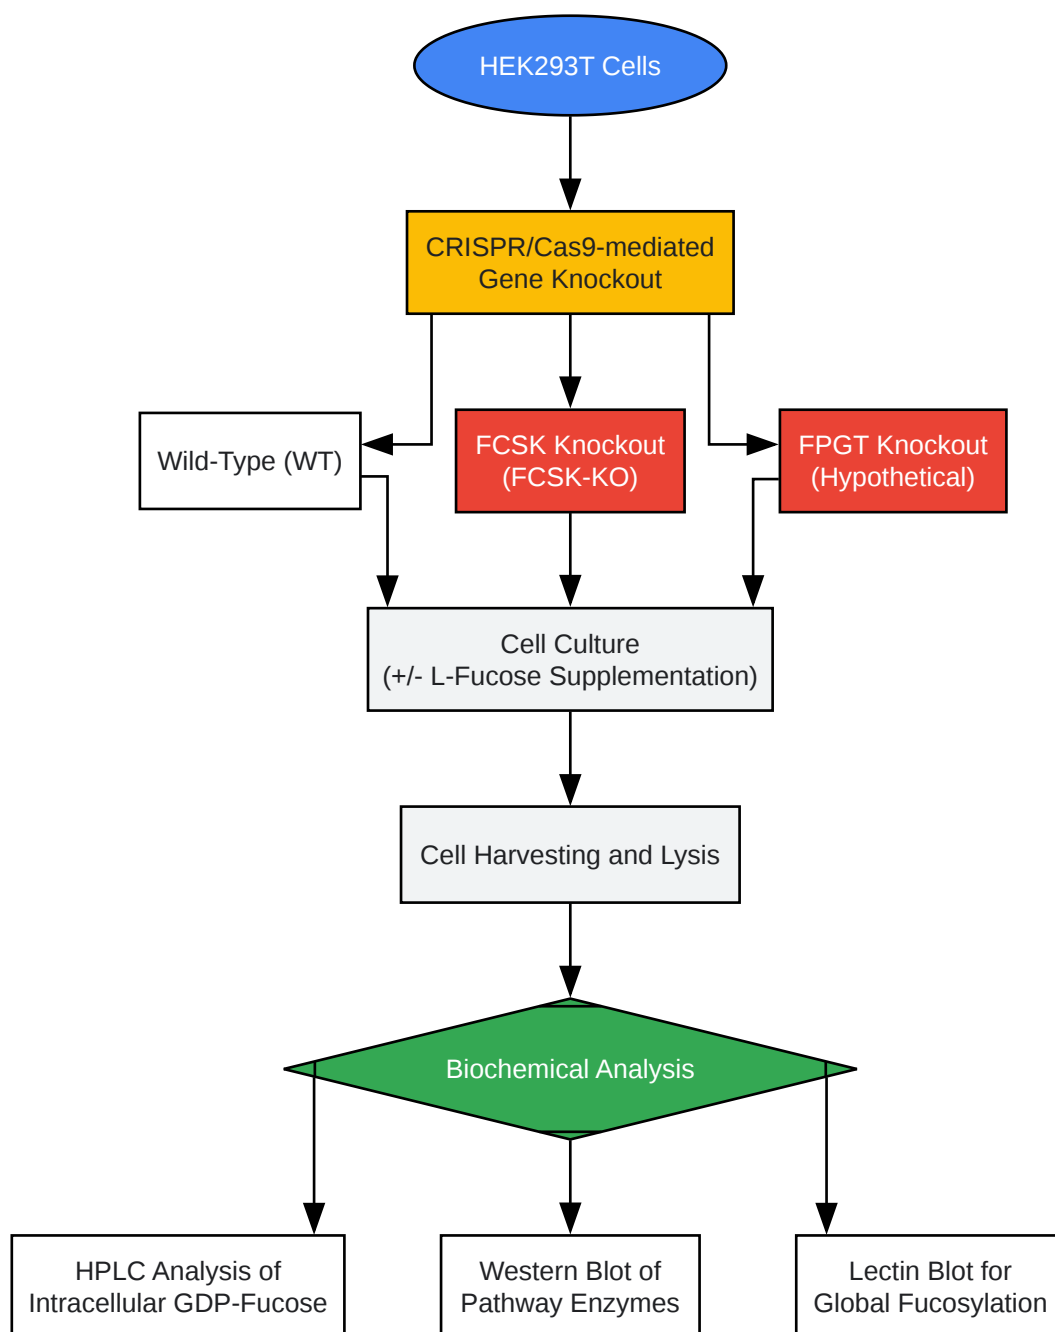 HEK293T Cells
CRISPR/Cas9-mediated
Gene Knockout
Wild-Type (WT)
FCSK Knockout
(FCSK-KO)
FPGT Knockout
(Hypothetical)
Cell Culture
(+/- L-Fucose Supplementation)
Cell Harvesting and Lysis
Biochemical Analysis
HPLC Analysis of
Intracellular GDP-Fucose
Western Blot of
Pathway Enzymes
Lectin Blot for
Global Fucosylation